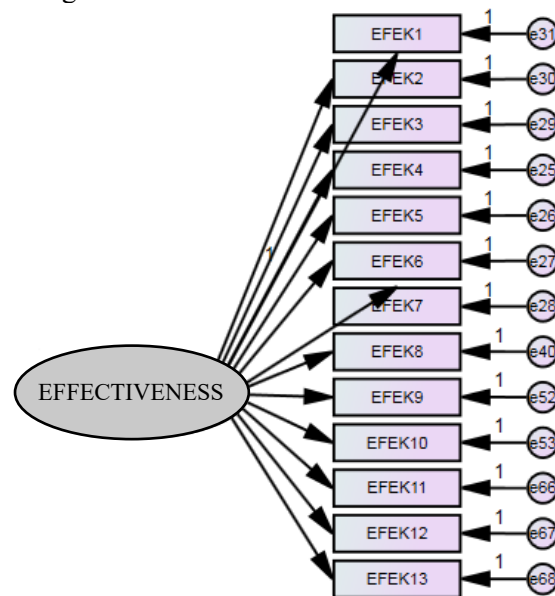 1
EFEK1
e31
1
EFEK2
e30
1
EFEK3
e29
1
EFEK4
e25
1
EFEK5
e26
1
1
EFEK6
e27
1
EFEK7
e28
1
EFEK8
e40
EFFECTIVENESS
1
EFEK9
e52
1
EFEK10
e53
1
EFEK11
e66
1
EFEK12
e67
1
EFEK13
e68